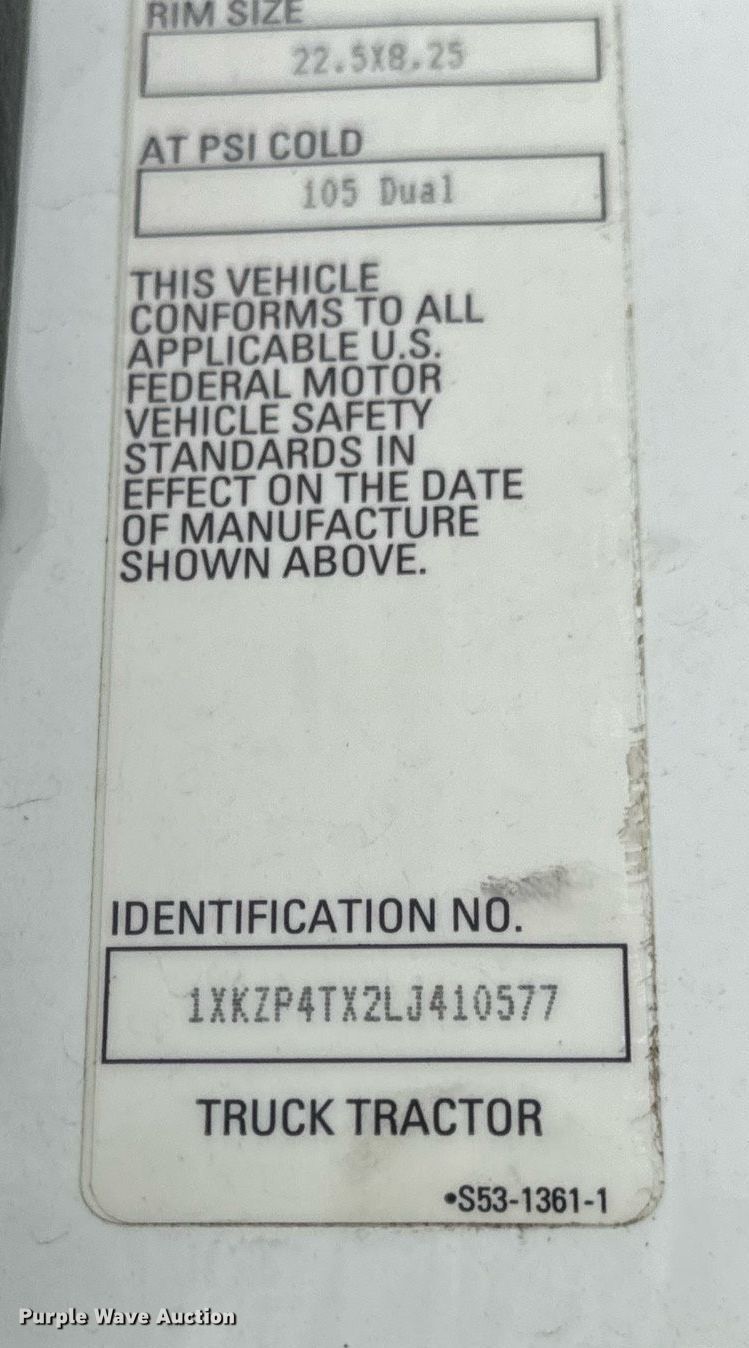 RIM SIZE
22.5X8.25
AT PSI COLD
105 Dual
THIS VEHICLE
CONFORMS TO ALL
APPLICABLE U.S.
FEDERAL MOTOR
VEHICLE SAFETY
STANDARDS IN
EFFECT ON THE DATE
OF MANUFACTURE
SHOWN ABOVE.
IDENTIFICATION NO.
1XKZP4TX2LJ410577
TRUCK TRACTOR
•S53-1361-1
Purple Wave Auction